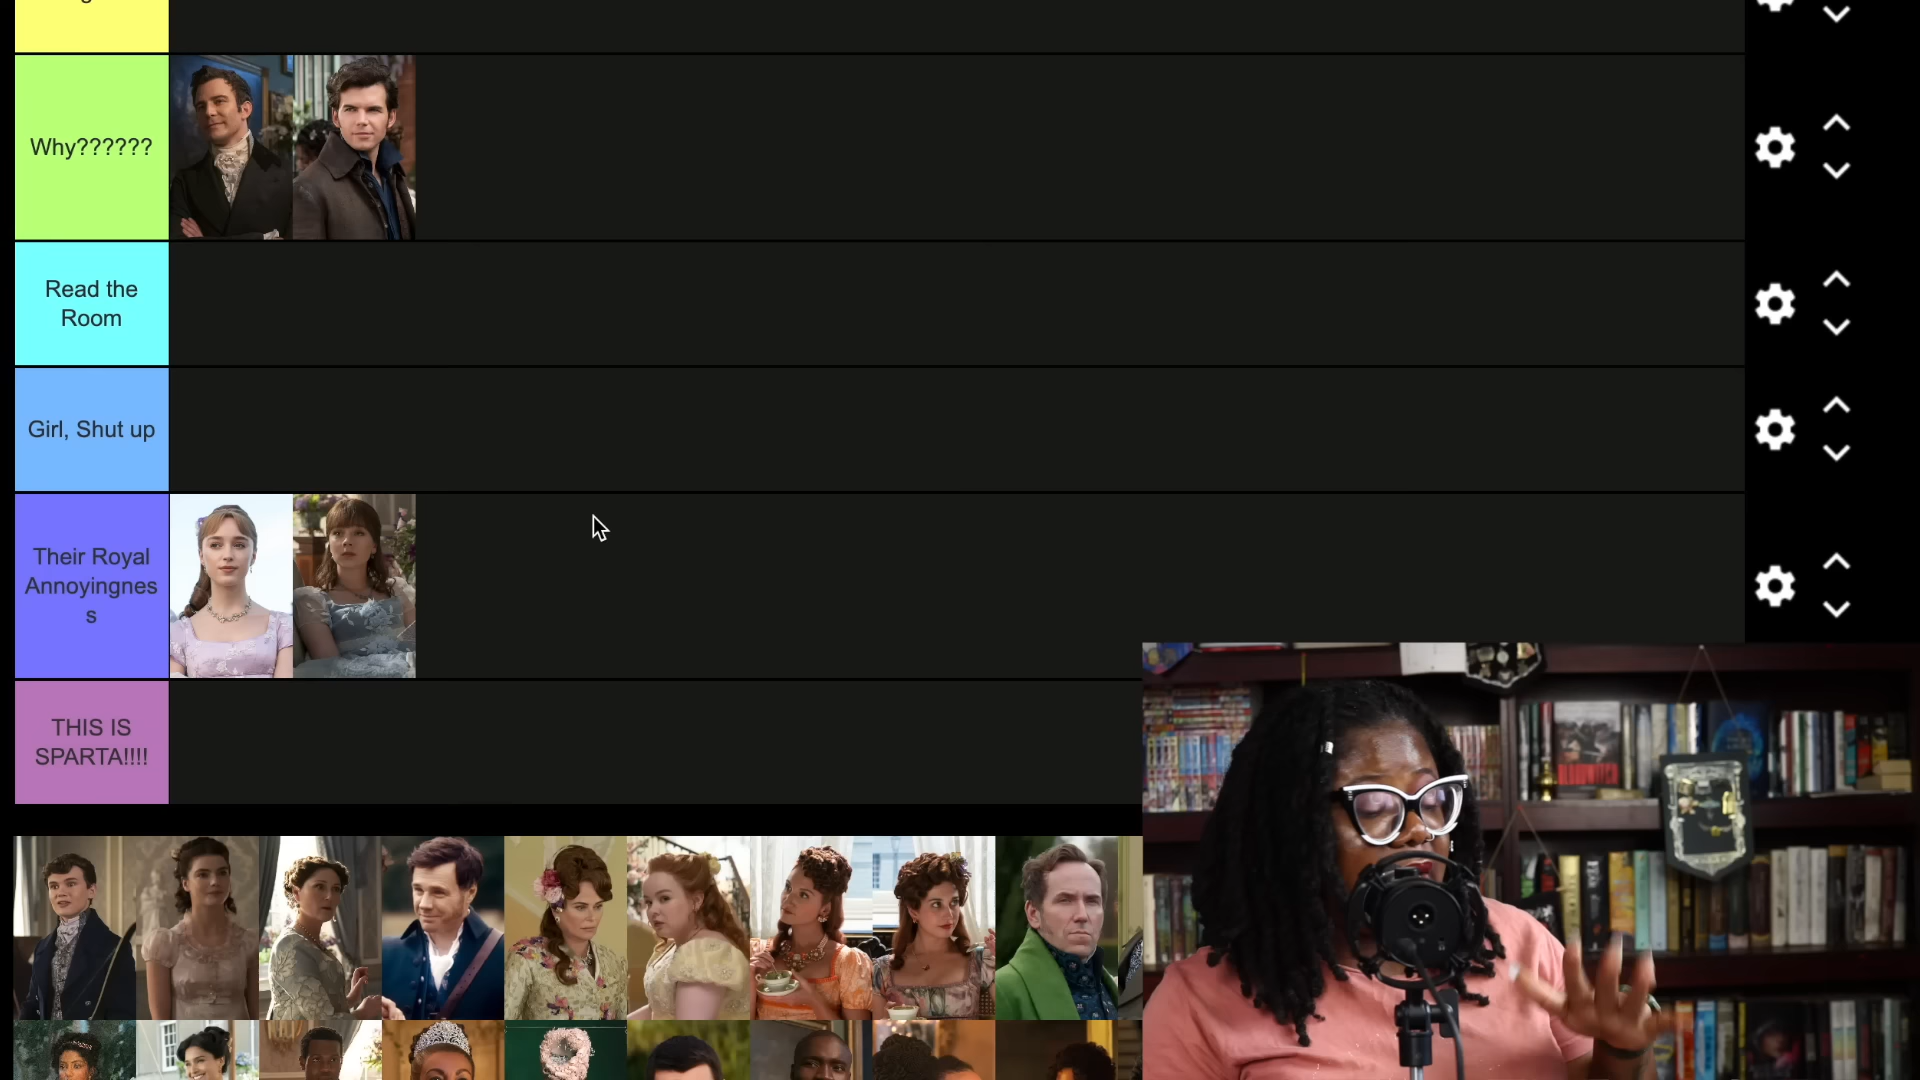 Why??????
Read the
Room
Girl, Shut up
Their Royal
Annoyingnes
s
THIS IS
SPARTA!!!!